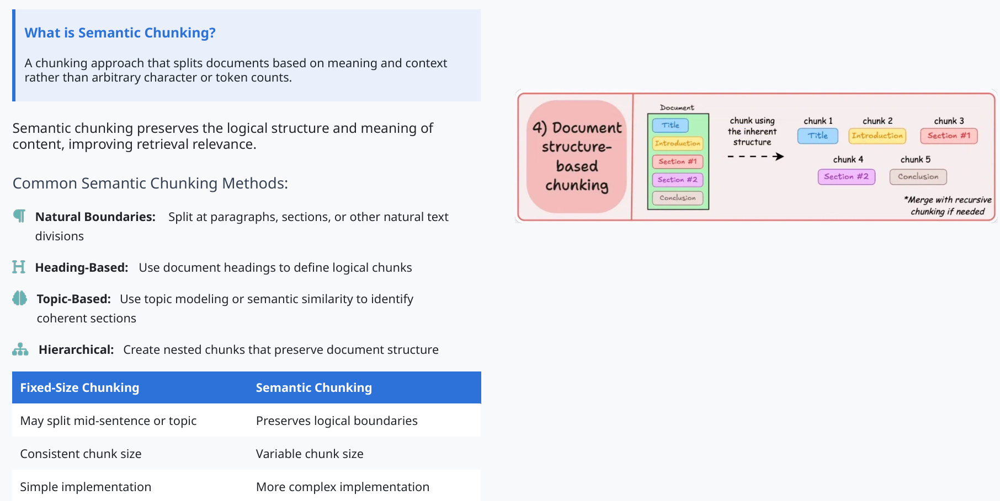 What is Semantic Chunking?
A chunking approach that splits documents based on meaning and context
rather than arbitrary character or token counts.
Semantic chunking preserves the logical structure and meaning of
content, improving retrieval relevance.
Common Semantic Chunking Methods:
Natural Boundaries: Split at paragraphs, sections, or other natural text
divisions
Heading-Based: Use document headings to define logical chunks
Topic-Based: Use topic modeling or semantic similarity to identify
coherent sections
Hierarchical: Create nested chunks that preserve document structure
Fixed-Size Chunking Semantic Chunking
May split mid-sentence or topic Preserves logical boundaries
Consistent chunk size Variable chunk size
Simple implementation More complex implementation
4) Document
structure-
based
chunking
Document
Title
Introduction
Section #1
Section #2
Conclusion
chunk using
the inherent
structure
chunk 1 chunk 2 chunk 3
Title Introduction Section #1
chunk 4 chunk 5
Section #2 Conclusion
*Merge with recursive
chunking if needed